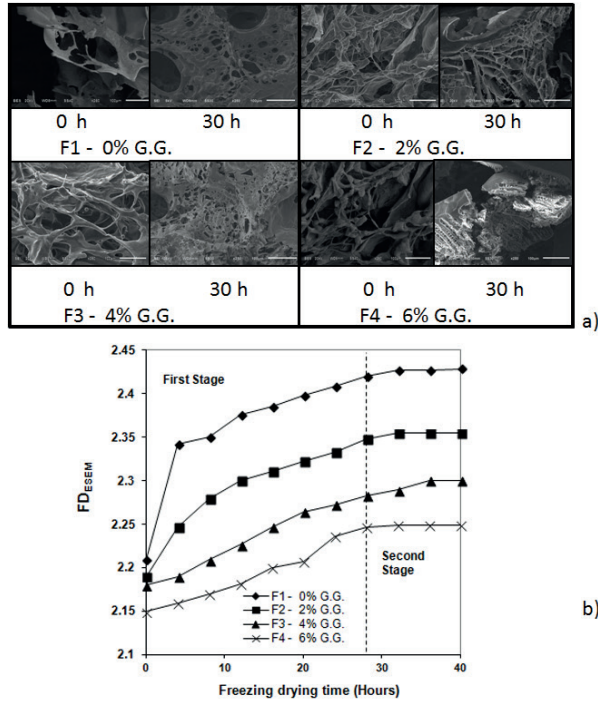 0 h 30 h 0 h 30 h
F1 - 0% G.G. F2 - 2% G.G.
0 h 30 h 0 h 30 h
F3 - 4% G.G. F4 - 6% G.G.
a)
2.45
2.4
2.35
2.3
2.25
2.2
2.15
2.1
FD_ESEM
First Stage
Second
Stage
F1 - 0% G.G.
F2 - 2% G.G.
F3 - 4% G.G.
F4 - 6% G.G.
0 10 20 30 40
Freezing drying time (Hours)
b)